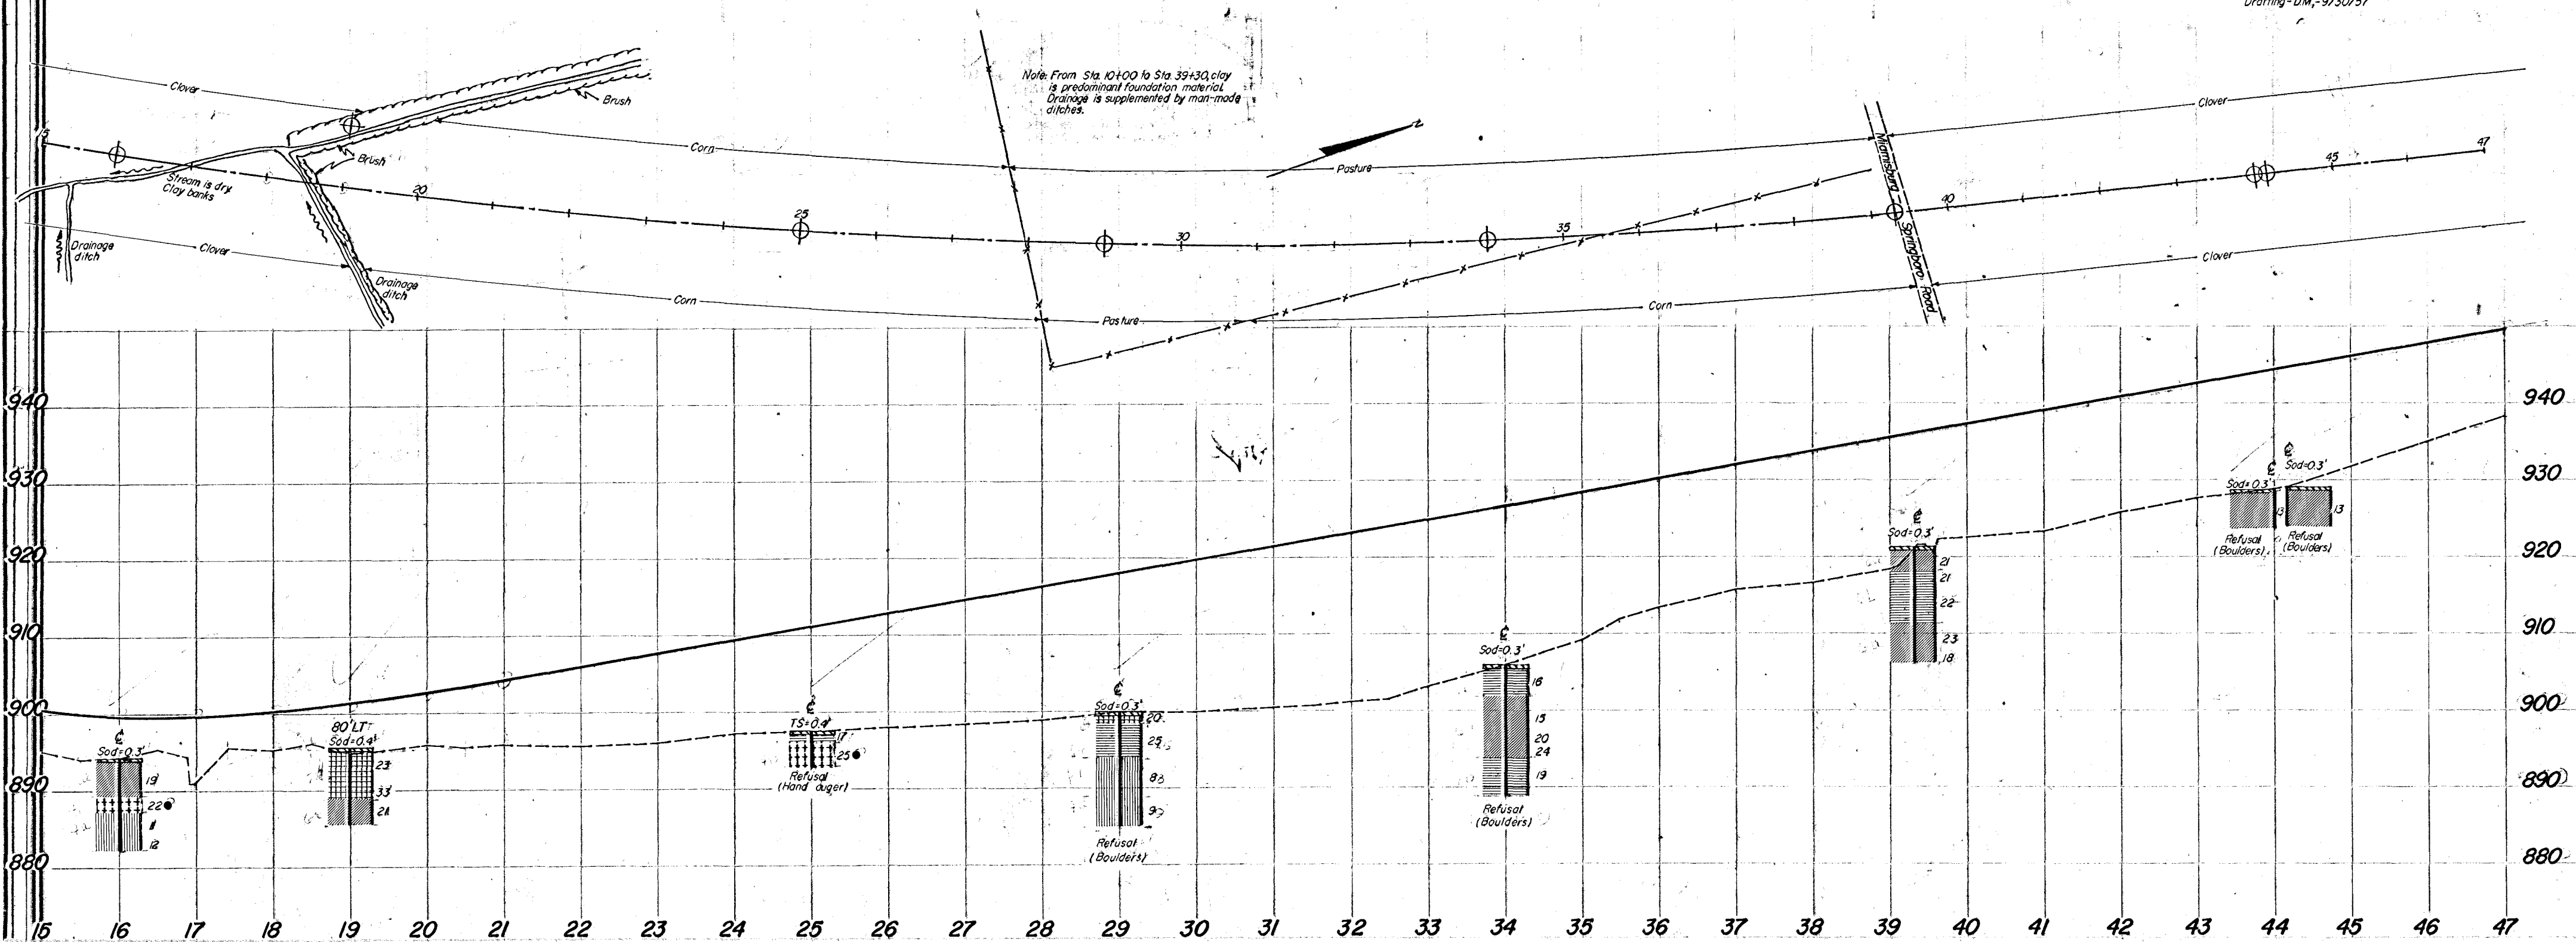 Drafting - D.M, - 9/30/57
Note: From Sta. 10+00 to Sta. 39+30, clay
is predominant foundation material.
Drainage is supplemented by man-made
ditches.
Clover
Brush
Clover
15
Brush
Corn
Pasture
Stream is dry
Clay banks
20
25
30
35
40
45
47
Miamisburg
Springboro
Road
Drainage
ditch
Clover
Clover
Drainage
ditch
Corn
Pasture
Corn
940
940
930
930
920
920
910
910
900
900
890
890
880
880
℄
Sod=0.3'
19
22
11
12
80' LT
Sod=0.4'
23
33
21
℄
TS=0.4'
17
25
Refusal
(Hand auger)
℄
Sod=0.3'
20
25
8
9
Refusal
(Boulders)
℄
Sod=0.3'
16
15
20
24
19
Refusal
(Boulders)
℄
Sod=0.3'
21
21
22
23
18
℄
Sod=0.3'
13
Refusal
(Boulders)
℄
Sod=0.3'
13
Refusal
(Boulders)
15 16 17 18 19 20 21 22 23 24 25 26 27 28 29 30 31 32 33 34 35 36 37 38 39 40 41 42 43 44 45 46 47